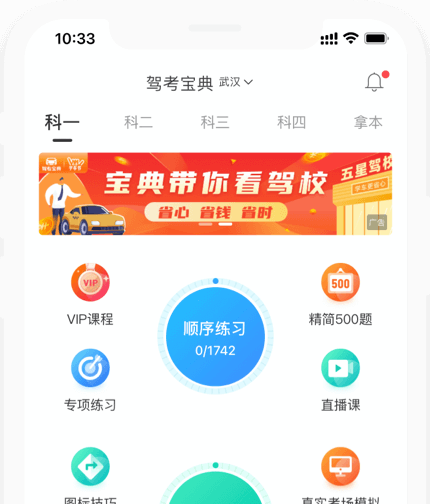 10:33
驾考宝典 武汉
科一 科二 科三 科四 拿本
宝典带你看驾校
省心 省钱 省时
五星驾校
广告
VIP
VIP课程
顺序练习
0/1742
500
精简500题
专项练习
直播课
图标技巧
真实考场模拟